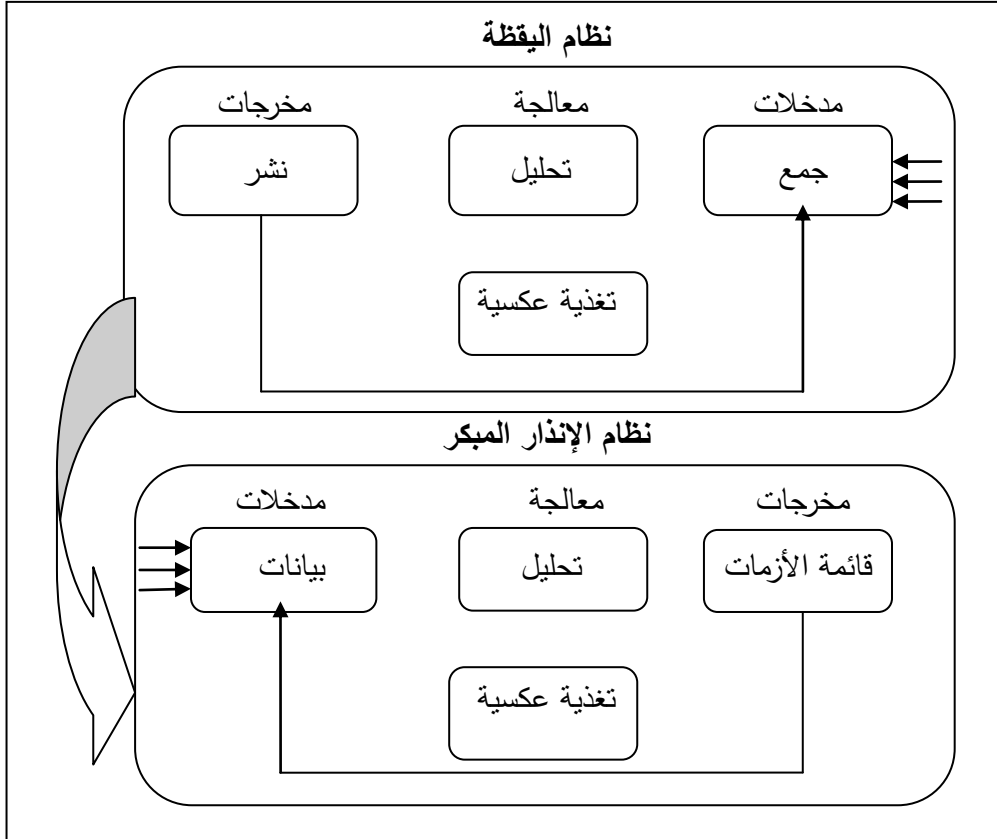 نظام اليقظة
مدخلات
معالجة
مخرجات
جمع
تحليل
نشر
تغذية عكسية
نظام الإنذار المبكر
مخرجات
معالجة
مدخلات
قائمة الأزمات
تحليل
بيانات
تغذية عكسية